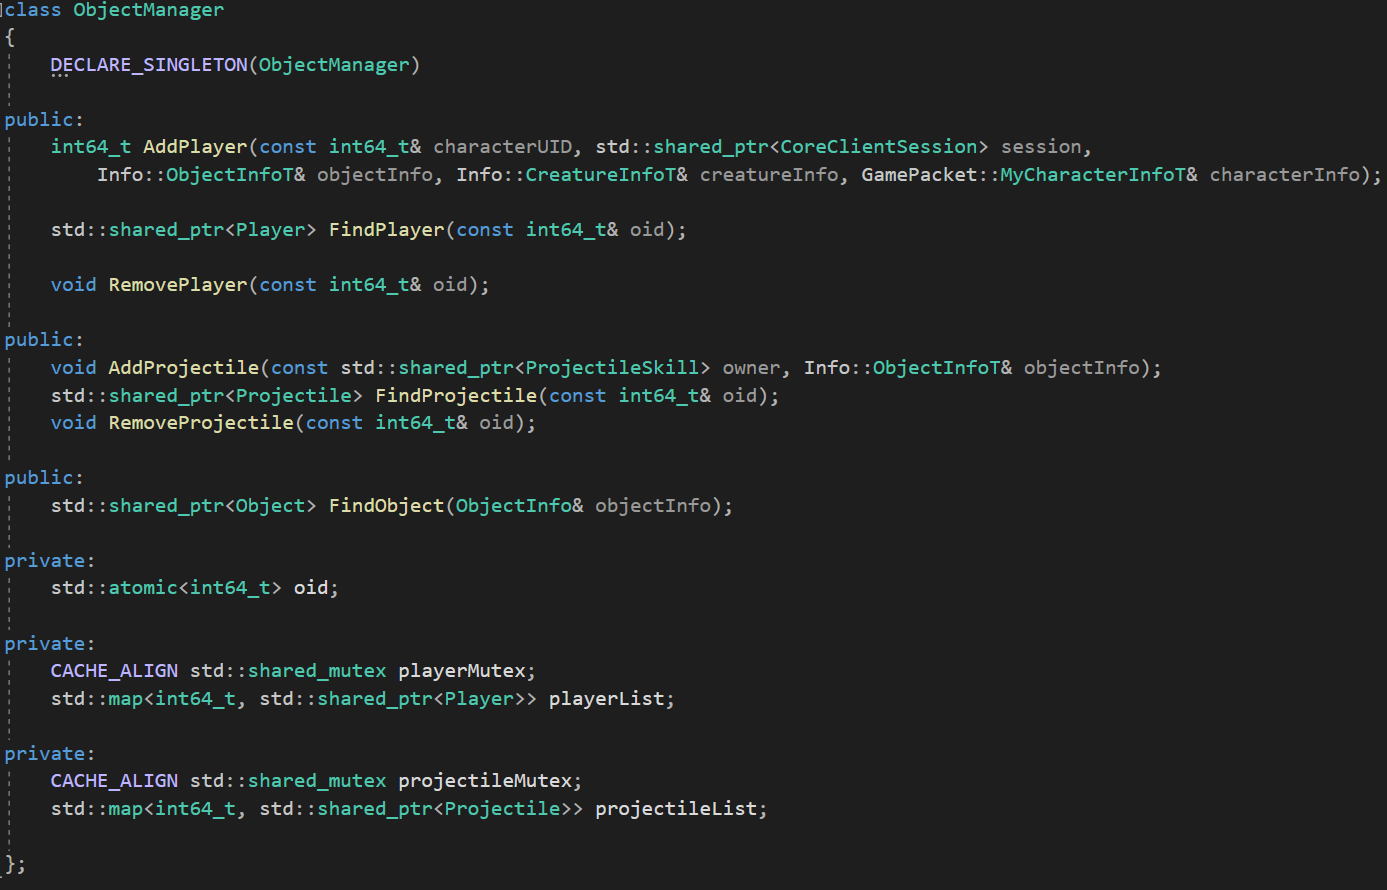 class ObjectManager
{
DECLARE_SINGLETON(ObjectManager)
public:
int64_t AddPlayer(const int64_t& characterUID, std::shared_ptr<CoreClientSession> session,
Info::ObjectInfoT& objectInfo, Info::CreatureInfoT& creatureInfo, GamePacket::MyCharacterInfoT& characterInfo);
std::shared_ptr<Player> FindPlayer(const int64_t& oid);
void RemovePlayer(const int64_t& oid);
public:
void AddProjectile(const std::shared_ptr<ProjectileSkill> owner, Info::ObjectInfoT& objectInfo);
std::shared_ptr<Projectile> FindProjectile(const int64_t& oid);
void RemoveProjectile(const int64_t& oid);
public:
std::shared_ptr<Object> FindObject(ObjectInfo& objectInfo);
private:
std::atomic<int64_t> oid;
private:
CACHE_ALIGN std::shared_mutex playerMutex;
std::map<int64_t, std::shared_ptr<Player>> playerList;
private:
CACHE_ALIGN std::shared_mutex projectileMutex;
std::map<int64_t, std::shared_ptr<Projectile>> projectileList;
};